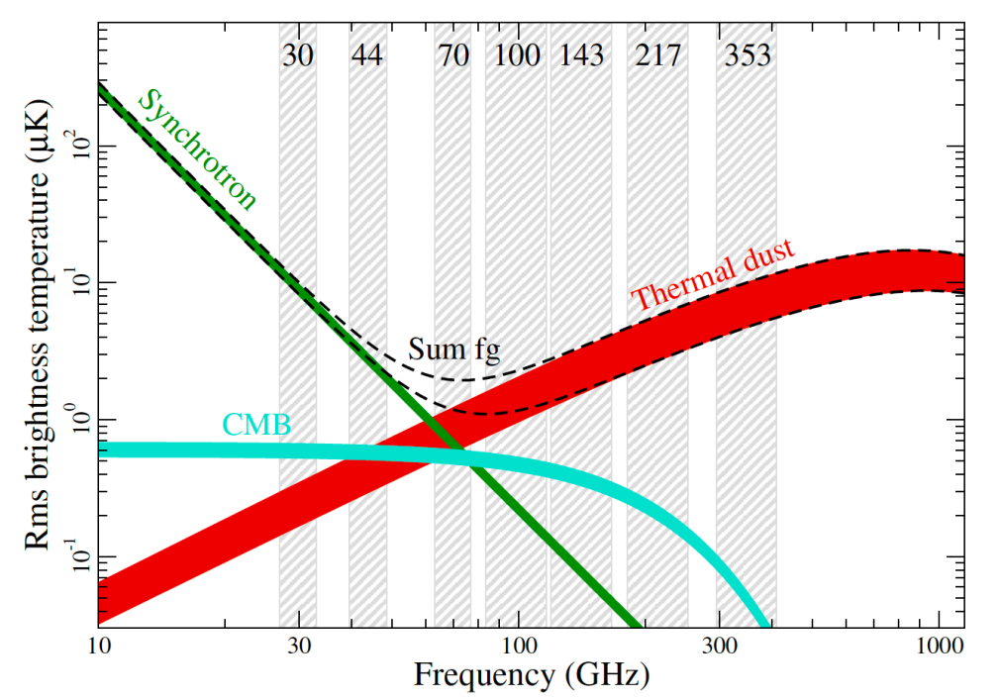 30 44 70 100 143 217 353
Synchrotron
Thermal dust
Sum fg
CMB
Rms brightness temperature (μK)
10²
10¹
10⁰
10⁻¹
10 30 100 300 1000
Frequency (GHz)